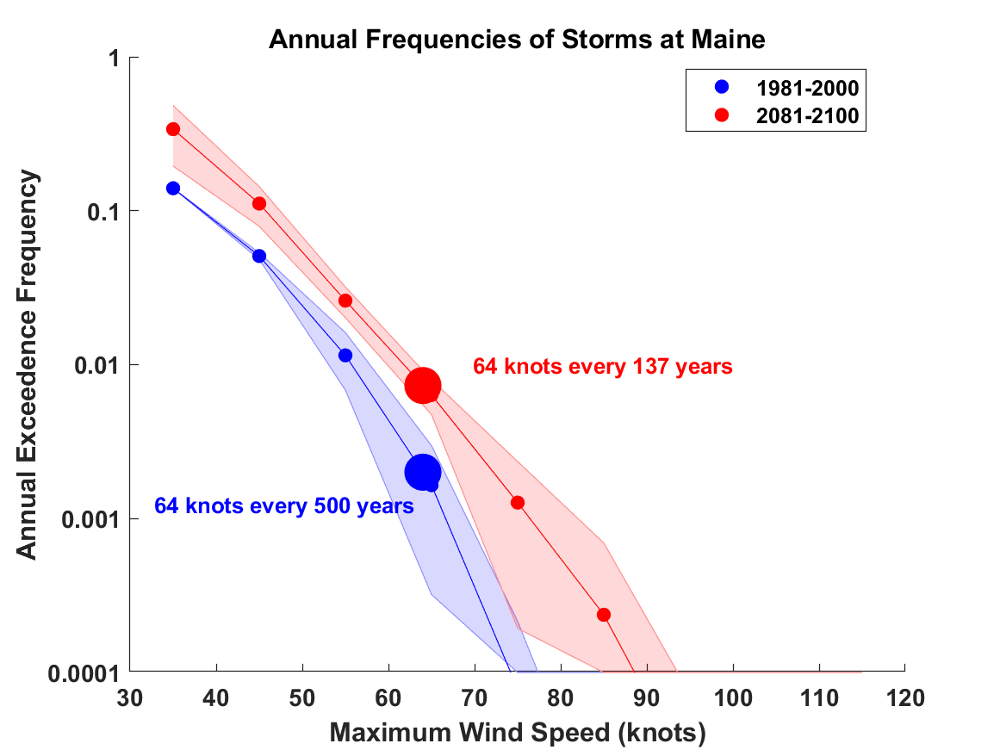 Annual Frequencies of Storms at Maine
1981-2000
2081-2100
Annual Exceedence Frequency
1
0.1
0.01
0.001
0.0001
64 knots every 137 years
64 knots every 500 years
30 40 50 60 70 80 90 100 110 120
Maximum Wind Speed (knots)